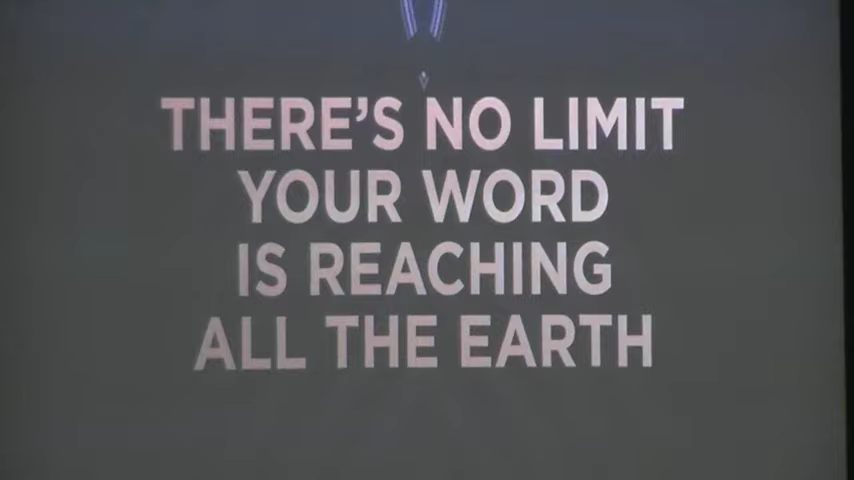 THERE'S NO LIMIT
YOUR WORD
IS REACHING
ALL THE EARTH